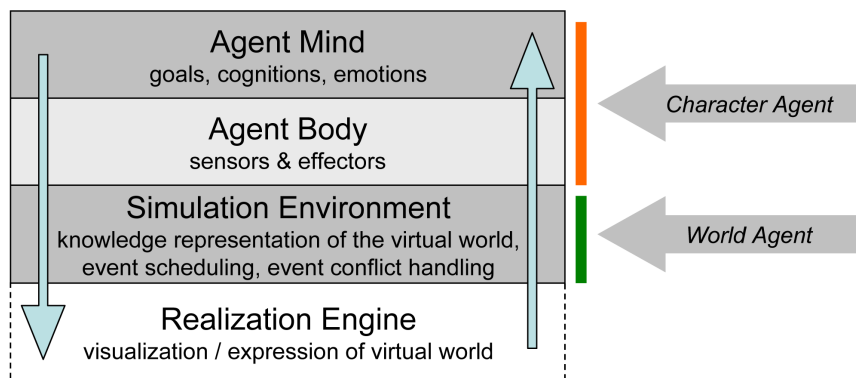 Agent Mind
goals, cognitions, emotions
Character Agent
Agent Body
sensors & effectors
Simulation Environment
knowledge representation of the virtual world,
event scheduling, event conflict handling
World Agent
Realization Engine
visualization / expression of virtual world